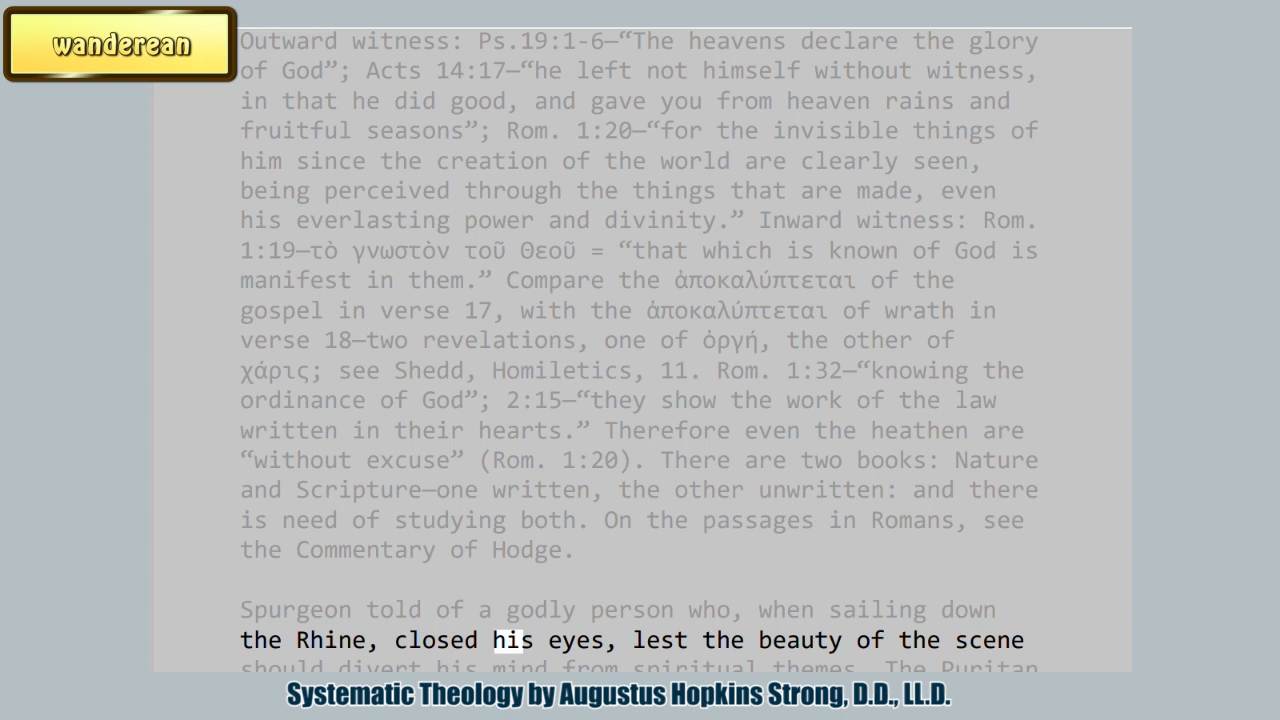 wanderean
Outward witness: Ps.19:1-6—“The heavens declare the glory
of God”; Acts 14:17—“he left not himself without witness,
in that he did good, and gave you from heaven rains and
fruitful seasons”; Rom. 1:20—“for the invisible things of
him since the creation of the world are clearly seen,
being perceived through the things that are made, even
his everlasting power and divinity.” Inward witness: Rom.
1:19—τὸ γνωστὸν τοῦ Θεοῦ = “that which is known of God is
manifest in them.” Compare the ἀποκαλύπτεται of the
gospel in verse 17, with the ἀποκαλύπτεται of wrath in
verse 18—two revelations, one of ὀργή, the other of
χάρις; see Shedd, Homiletics, 11. Rom. 1:32—“knowing the
ordinance of God”; 2:15—“they show the work of the law
written in their hearts.” Therefore even the heathen are
“without excuse” (Rom. 1:20). There are two books: Nature
and Scripture—one written, the other unwritten: and there
is need of studying both. On the passages in Romans, see
the Commentary of Hodge.
Spurgeon told of a godly person who, when sailing down
the Rhine, closed his eyes, lest the beauty of the scene
should divert his mind from spiritual themes. The Puritan
Systematic Theology by Augustus Hopkins Strong, D.D., LL.D.